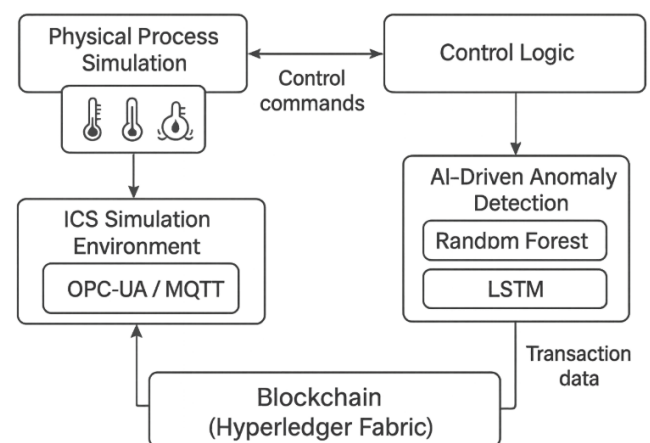 Physical Process
Simulation
Control Logic
Control
commands
ICS Simulation
Environment
OPC-UA / MQTT
AI-Driven Anomaly
Detection
Random Forest
LSTM
Transaction
data
Blockchain
(Hyperledger Fabric)